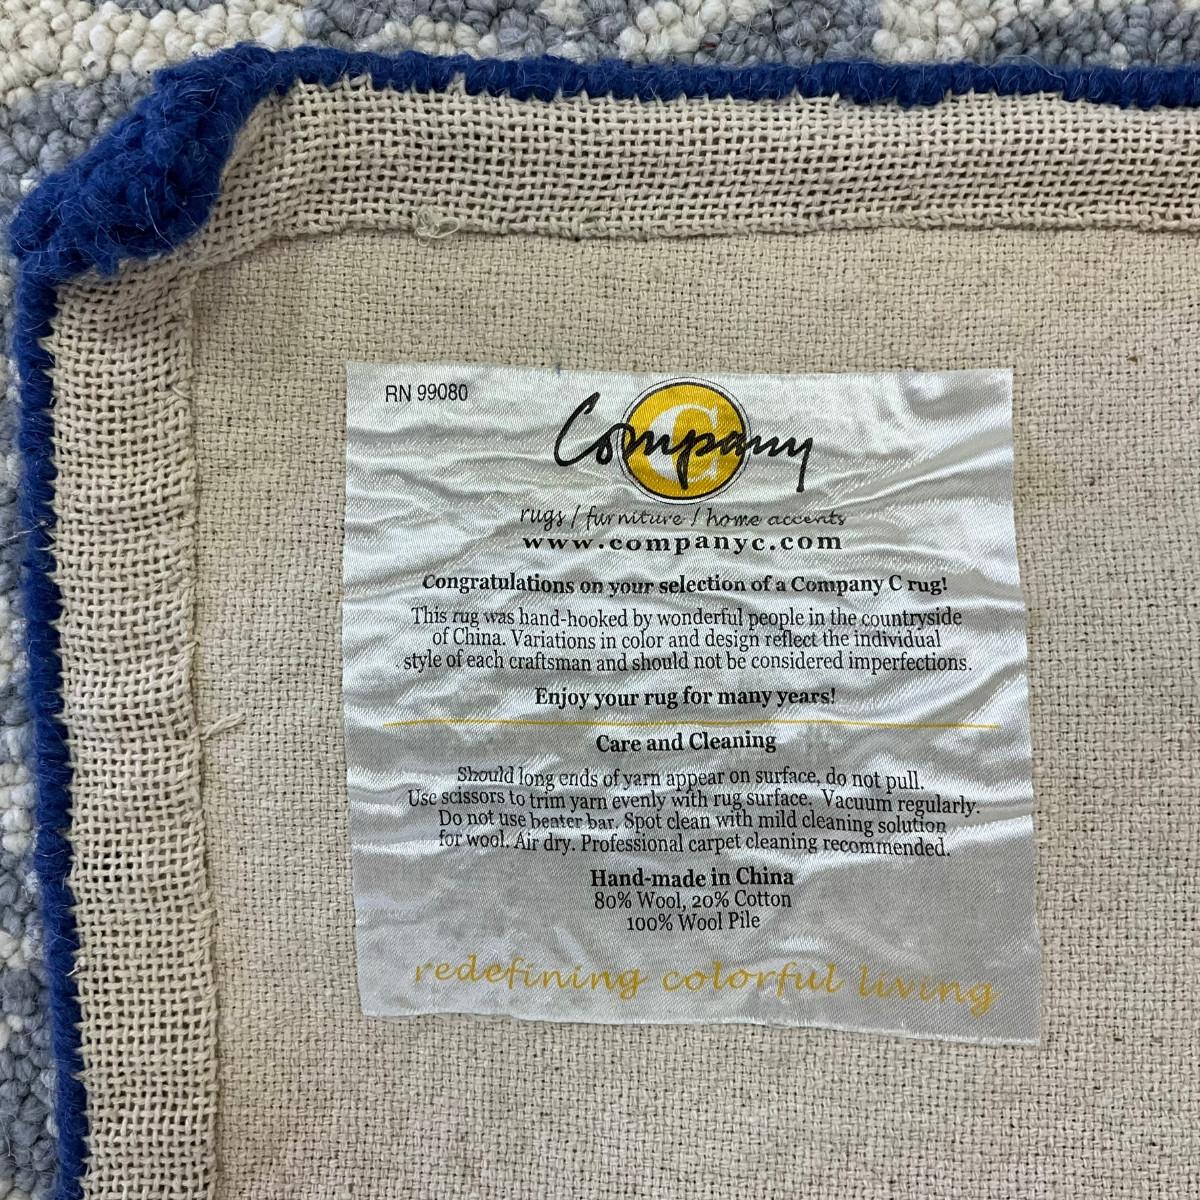 RN 99080
Company C
rugs / furniture / home accents
www.companyc.com
Congratulations on your selection of a Company C rug!
This rug was hand-hooked by wonderful people in the countryside
of China. Variations in color and design reflect the individual
style of each craftsman and should not be considered imperfections.
Enjoy your rug for many years!
Care and Cleaning
Should long ends of yarn appear on surface, do not pull.
Use scissors to trim yarn evenly with rug surface. Vacuum regularly.
Do not use beater bar. Spot clean with mild cleaning solution
for wool. Air dry. Professional carpet cleaning recommended.
Hand-made in China
80% Wool, 20% Cotton
100% Wool Pile
redefining colorful living